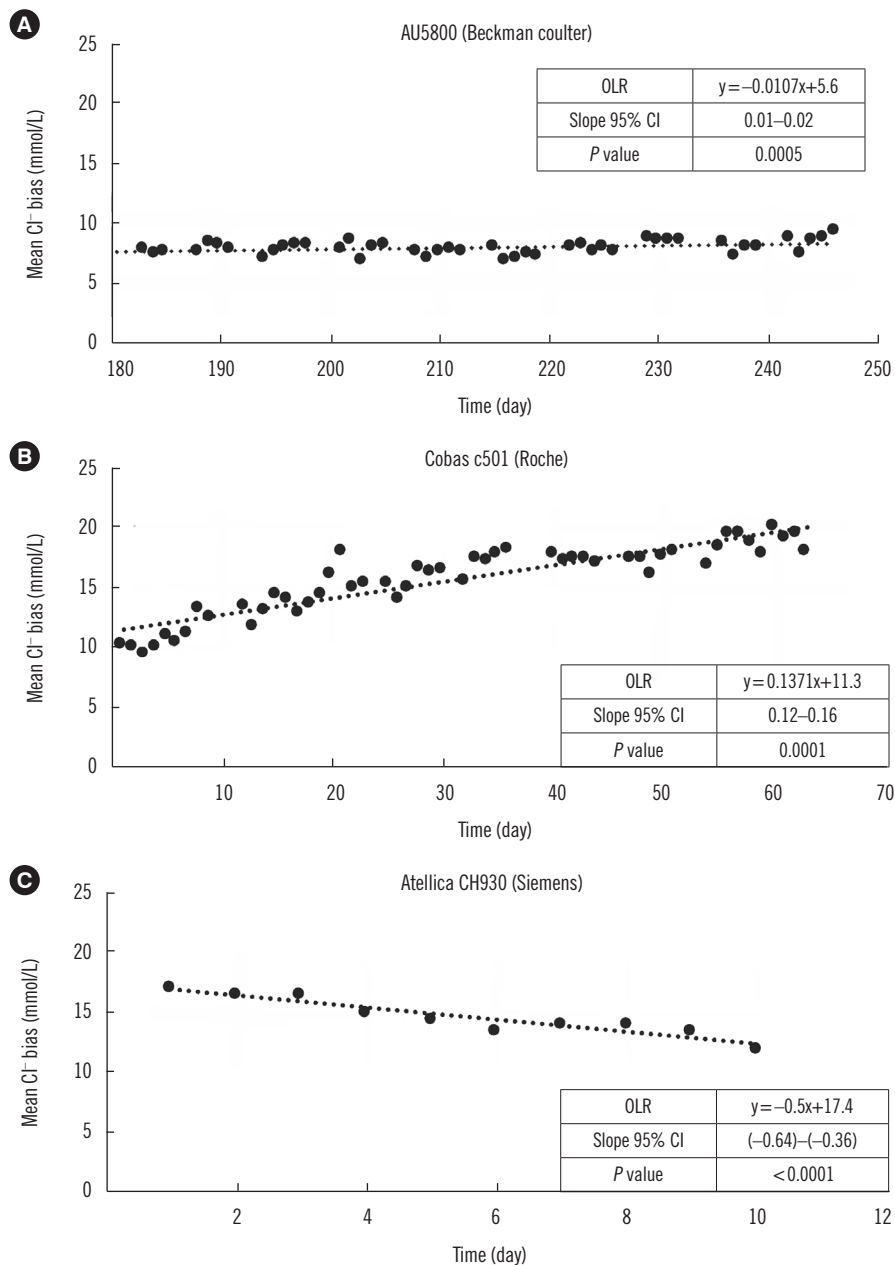 A
AU5800 (Beckman coulter)
25
20
15
10
5
0
Mean Cl⁻ bias (mmol/L)
OLR y=−0.0107x+5.6
Slope 95% CI 0.01–0.02
P value 0.0005
180 190 200 210 220 230 240 250
Time (day)
B
Cobas c501 (Roche)
25
20
15
10
5
0
Mean Cl⁻ bias (mmol/L)
OLR y=0.1371x+11.3
Slope 95% CI 0.12–0.16
P value 0.0001
10 20 30 40 50 60 70
Time (day)
C
Atellica CH930 (Siemens)
25
20
15
10
5
0
Mean Cl⁻ bias (mmol/L)
OLR y=−0.5x+17.4
Slope 95% CI (−0.64)–(−0.36)
P value <0.0001
2 4 6 8 10 12
Time (day)